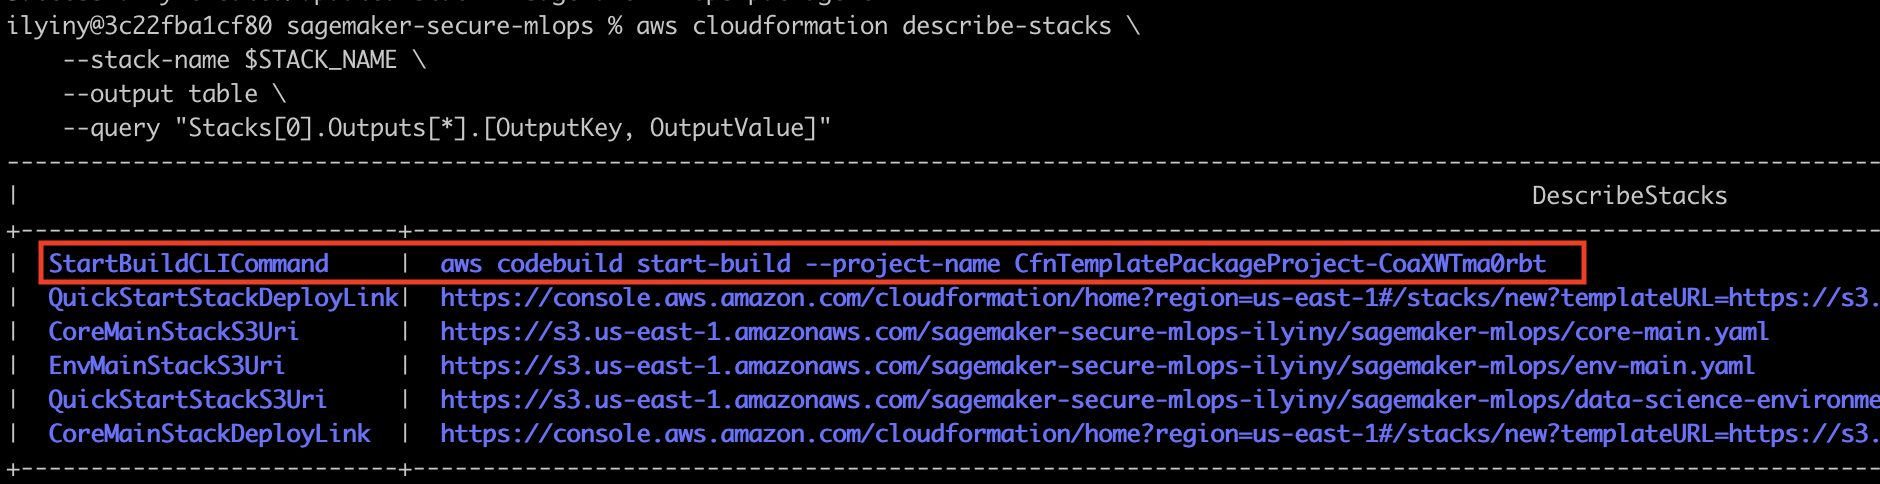 ilyiny@3c22fba1cf80 sagemaker-secure-mlops % aws cloudformation describe-stacks \
--stack-name $STACK_NAME \
--output table \
--query "Stacks[0].Outputs[*].[OutputKey, OutputValue]"
DescribeStacks
StartBuildCLICommand | aws codebuild start-build --project-name CfnTemplatePackageProject-CoaXWTma0rbt
QuickStartStackDeployLink| https://console.aws.amazon.com/cloudformation/home?region=us-east-1#/stacks/new?templateURL=https://s3.
CoreMainStackS3Uri | https://s3.us-east-1.amazonaws.com/sagemaker-secure-mlops-ilyiny/sagemaker-mlops/core-main.yaml
EnvMainStackS3Uri | https://s3.us-east-1.amazonaws.com/sagemaker-secure-mlops-ilyiny/sagemaker-mlops/env-main.yaml
QuickStartStackS3Uri | https://s3.us-east-1.amazonaws.com/sagemaker-secure-mlops-ilyiny/sagemaker-mlops/data-science-environme
CoreMainStackDeployLink | https://console.aws.amazon.com/cloudformation/home?region=us-east-1#/stacks/new?templateURL=https://s3.